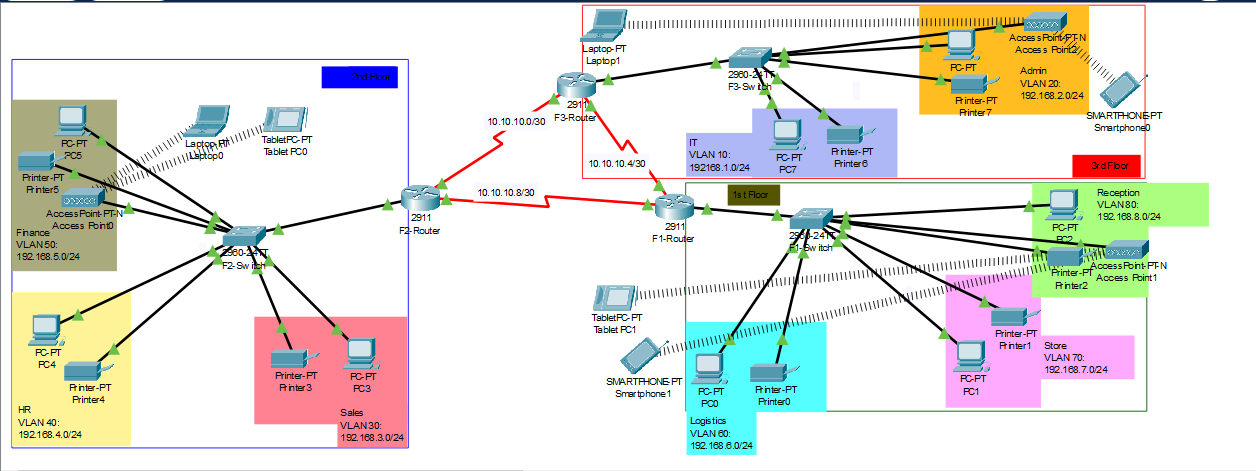 2nd Floor
PC-PT
PC5
Printer-PT
Printer5
AccessPoint-PT-N
Access Point0
Finance
VLAN 50:
192.168.5.0/24
Laptop-PT
Laptop0
TabletPC-PT
Tablet PC0
2960-24TT
F2-Switch
PC-PT
PC4
Printer-PT
Printer4
HR
VLAN 40:
192.168.4.0/24
Printer-PT
Printer3
PC-PT
PC3
Sales
VLAN 30:
192.168.3.0/24
2911
F2-Router
10.10.10.0/30
10.10.10.4/30
10.10.10.8/30
Laptop-PT
Laptop1
2911
F3-Router
2960-24TT
F3-Switch
PC-PT
AccessPoint-PT-N
Access Point2
Admin
VLAN 20:
192.168.2.0/24
Printer-PT
Printer7
SMARTPHONE-PT
Smartphone0
IT
VLAN 10:
192168.1.0/24
PC-PT
PC7
Printer-PT
Printer6
3rd Floor
1st Floor
2911
F1-Router
2960-24TT
F1-Switch
Reception
VLAN 80:
192.168.8.0/24
PC-PT
PC2
Printer-PT
Printer2
AccessPoint-PT-N
Access Point1
TabletPC-PT
Tablet PC1
SMARTPHONE-PT
Smartphone1
PC-PT
PC0
Printer-PT
Printer0
Logistics
VLAN 60:
192.168.6.0/24
Printer-PT
Printer1
PC-PT
PC1
Store
VLAN 70:
192.168.7.0/24